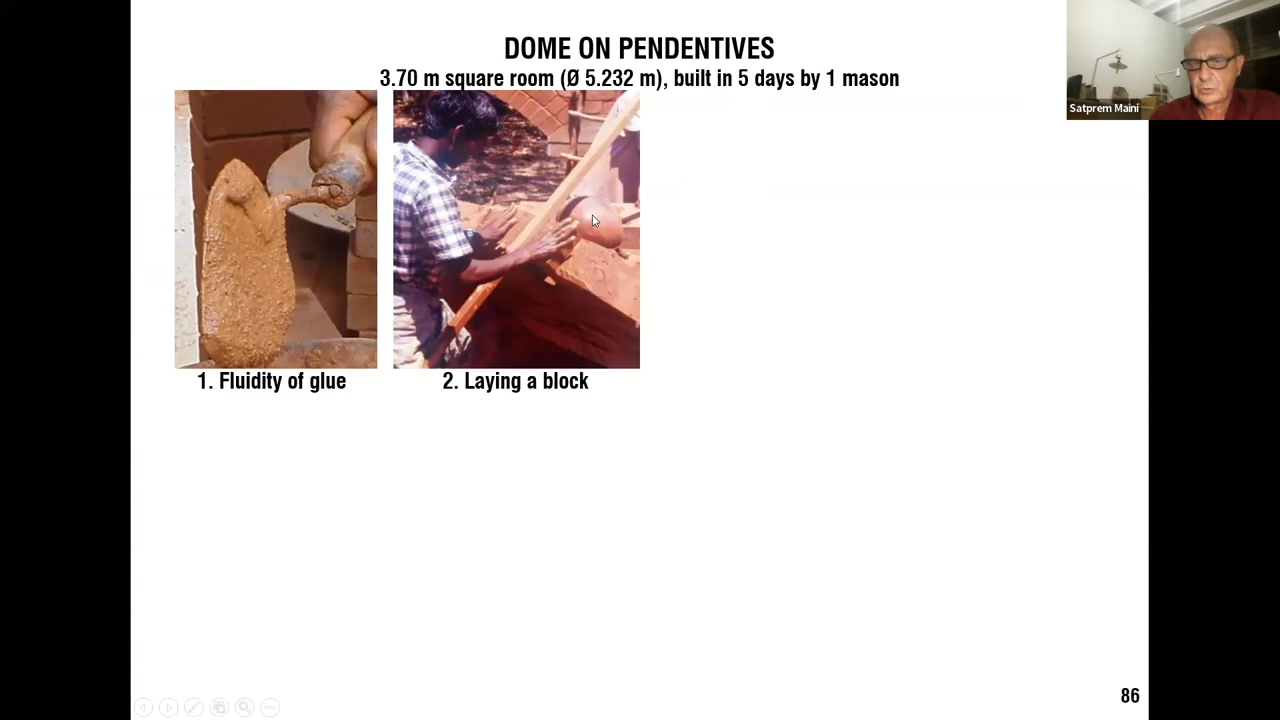 DOME ON PENDENTIVES
3.70 m square room (Ø 5.232 m), built in 5 days by 1 mason
Satprem Maini
1. Fluidity of glue
2. Laying a block
86